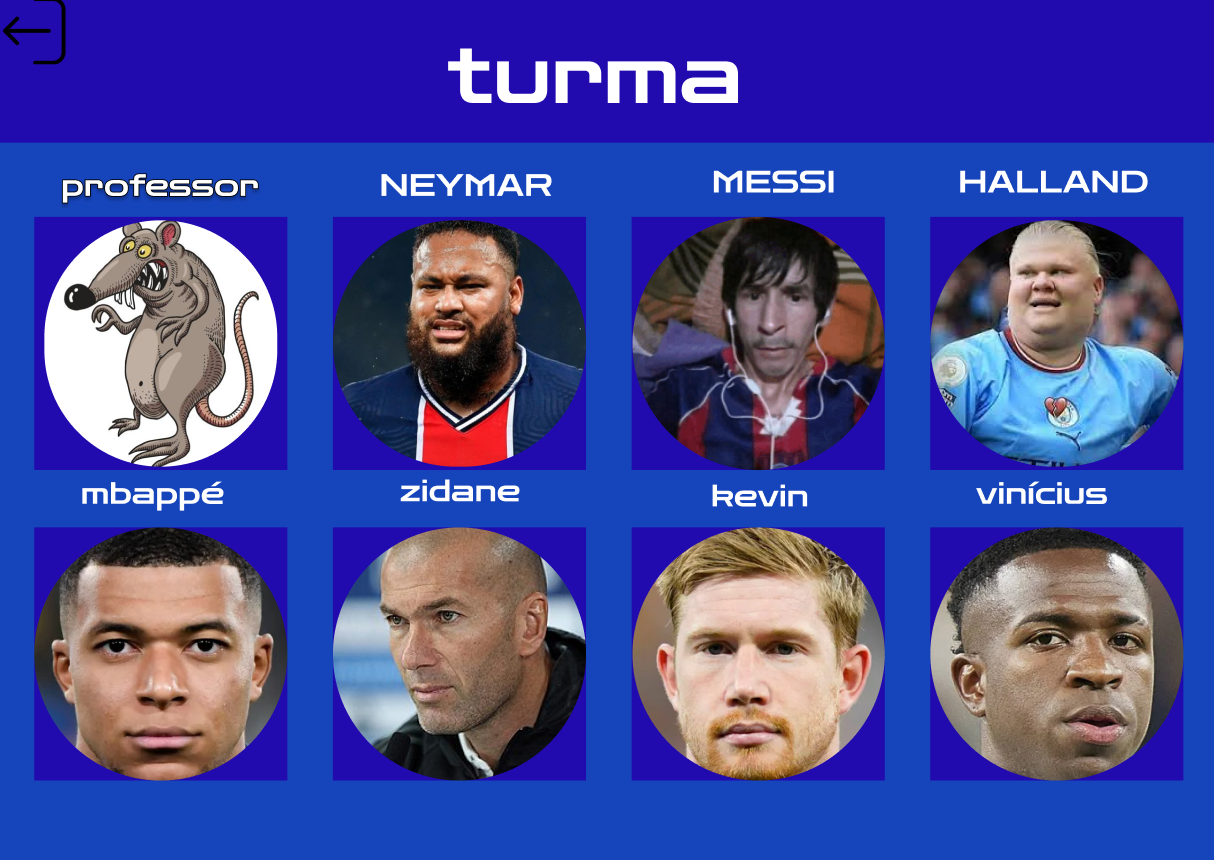 turma
professor
NEYMAR
MESSI
HALLAND
mbappé
zidane
kevin
vinícius